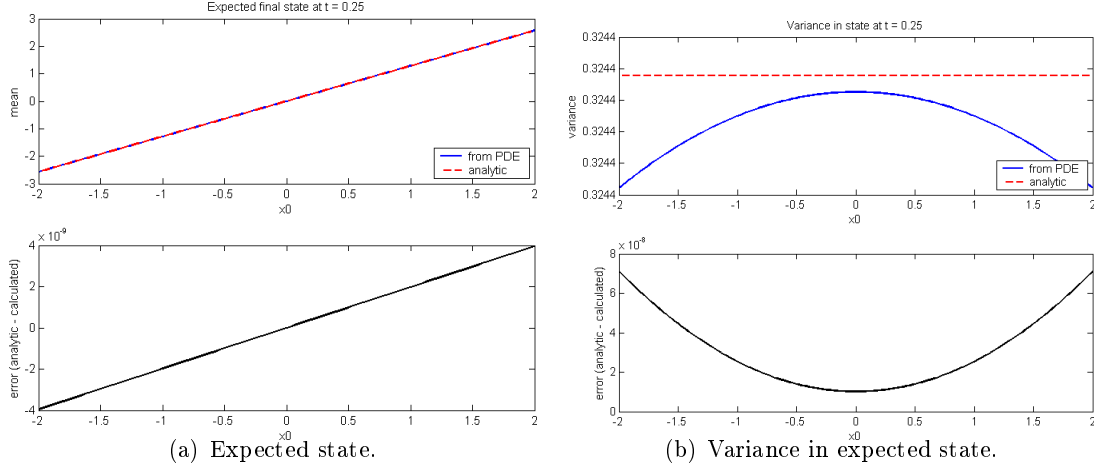 Expected final state at t = 0.25
3
2
1
0
-1
-2
-3
mean
from PDE
analytic
-2 -1.5 -1 -0.5 0 0.5 1 1.5 2
x0
× 10^-9
4
2
0
-2
-4
error (analytic - calculated)
-2 -1.5 -1 -0.5 0 0.5 1 1.5 2
x0
(a) Expected state.
Variance in state at t = 0.25
0.3244
0.3244
0.3244
0.3244
0.3244
0.3244
variance
from PDE
analytic
-2 -1.5 -1 -0.5 0 0.5 1 1.5 2
x0
× 10^-8
8
6
4
2
0
error (analytic - calculated)
-2 -1.5 -1 -0.5 0 0.5 1 1.5 2
x0
(b) Variance in expected state.